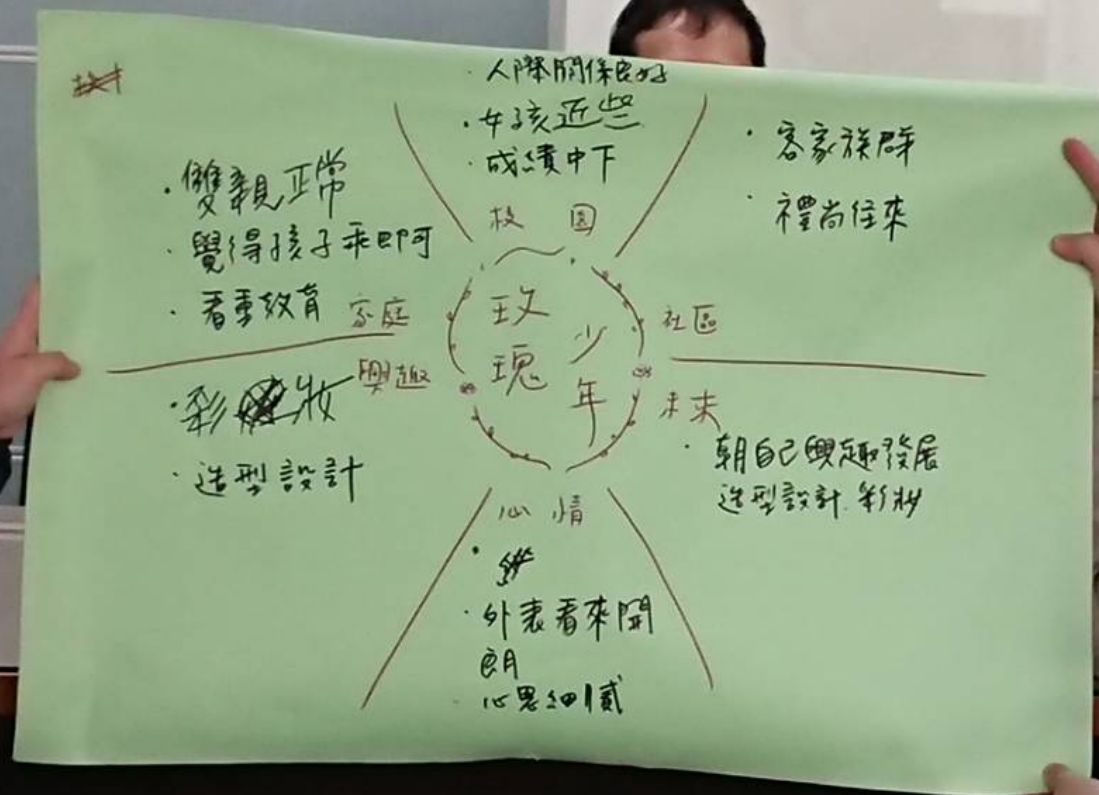 ·人際關係良好
·女孩近些
·成績中下
校園
·雙親正常
·覺得孩子乖即可
·看重效育
家庭
·客家族群
·禮尚往來
社區
玫瑰
少年
興趣
·彩妝
·造型設計
未來
·朝自己興趣發展
造型設計.彩妝
心情
·外表看來開
朗
·心思細膩